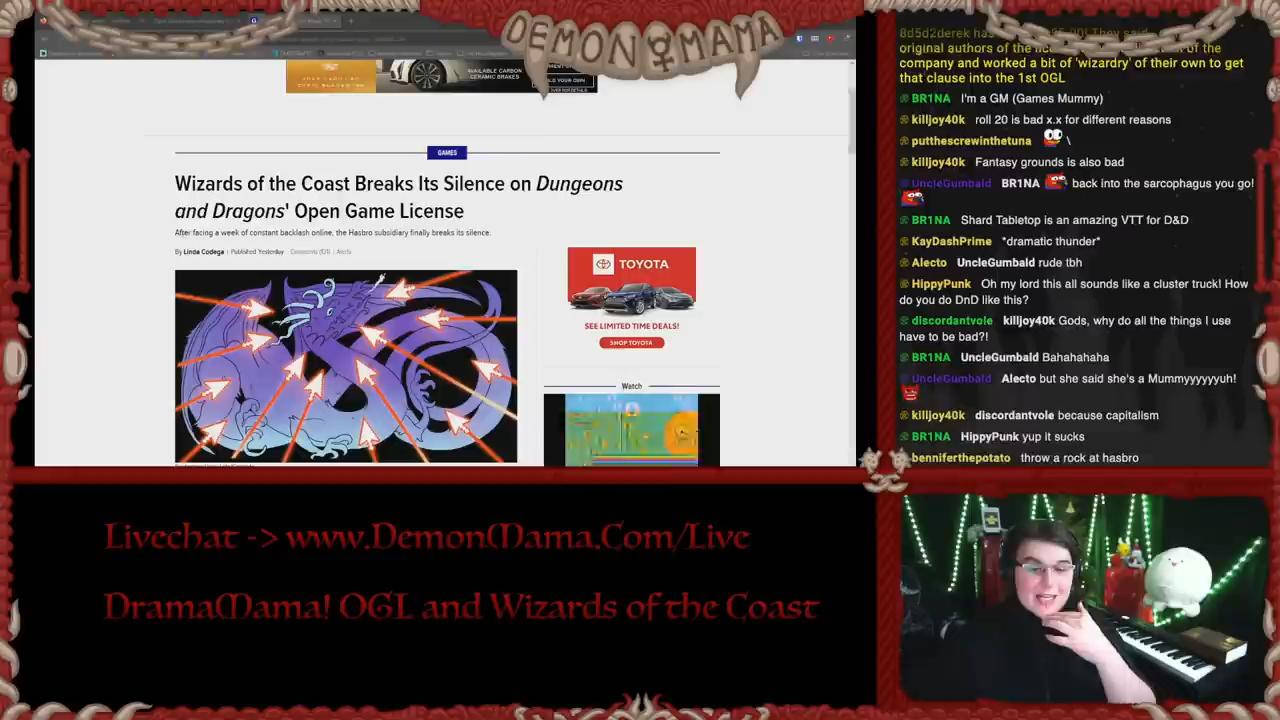 DEMON MAMA
AVAILABLE CARBON
CERAMIC BRAKES
GAMES
Wizards of the Coast Breaks Its Silence on Dungeons
and Dragons' Open Game License
After facing a week of constant backlash online, the Hasbro subsidiary finally breaks its silence.
By Linda Codega | Published Yesterday | Comments | Alerts
TOYOTA
SEE LIMITED TIME DEALS!
SHOP TOYOTA
Watch
original authors of the
of the
company and worked a bit of 'wizardry' of their own to get
that clause into the 1st OGL
BR1NA I'm a GM (Games Mummy)
killjoy40k roll 20 is bad x.x for different reasons
putthescrewinthetuna \
killjoy40k Fantasy grounds is also bad
UncleGumbald BR1NA back into the sarcophagus you go!
BR1NA Shard Tabletop is an amazing VTT for D&D
KayDashPrime *dramatic thunder*
Alecto UncleGumbald rude tbh
HippyPunk Oh my lord this all sounds like a cluster truck! How
do you do DnD like this?
discordantvole killjoy40k Gods, why do all the things I use
have to be bad?!
BR1NA UncleGumbald Bahahahaha
UncleGumbald Alecto but she said she's a Mummyyyyyyuh!
killjoy40k discordantvole because capitalism
BR1NA HippyPunk yup it sucks
benniferthepotato throw a rock at hasbro
Livechat -> www.DemonMama.Com/Live
DramaMama! OGL and Wizards of the Coast